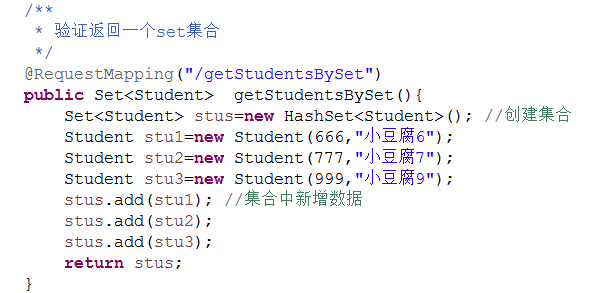 /**
 * 验证返回一个set集合
 */
@RequestMapping("/getStudentsBySet")
public Set<Student>  getStudentsBySet(){
    Set<Student> stus=new HashSet<Student>(); //创建集合
    Student stu1=new Student(666,"小豆腐6");
    Student stu2=new Student(777,"小豆腐7");
    Student stu3=new Student(999,"小豆腐9");
    stus.add(stu1); //集合中新增数据
    stus.add(stu2);
    stus.add(stu3);
    return stus;
}